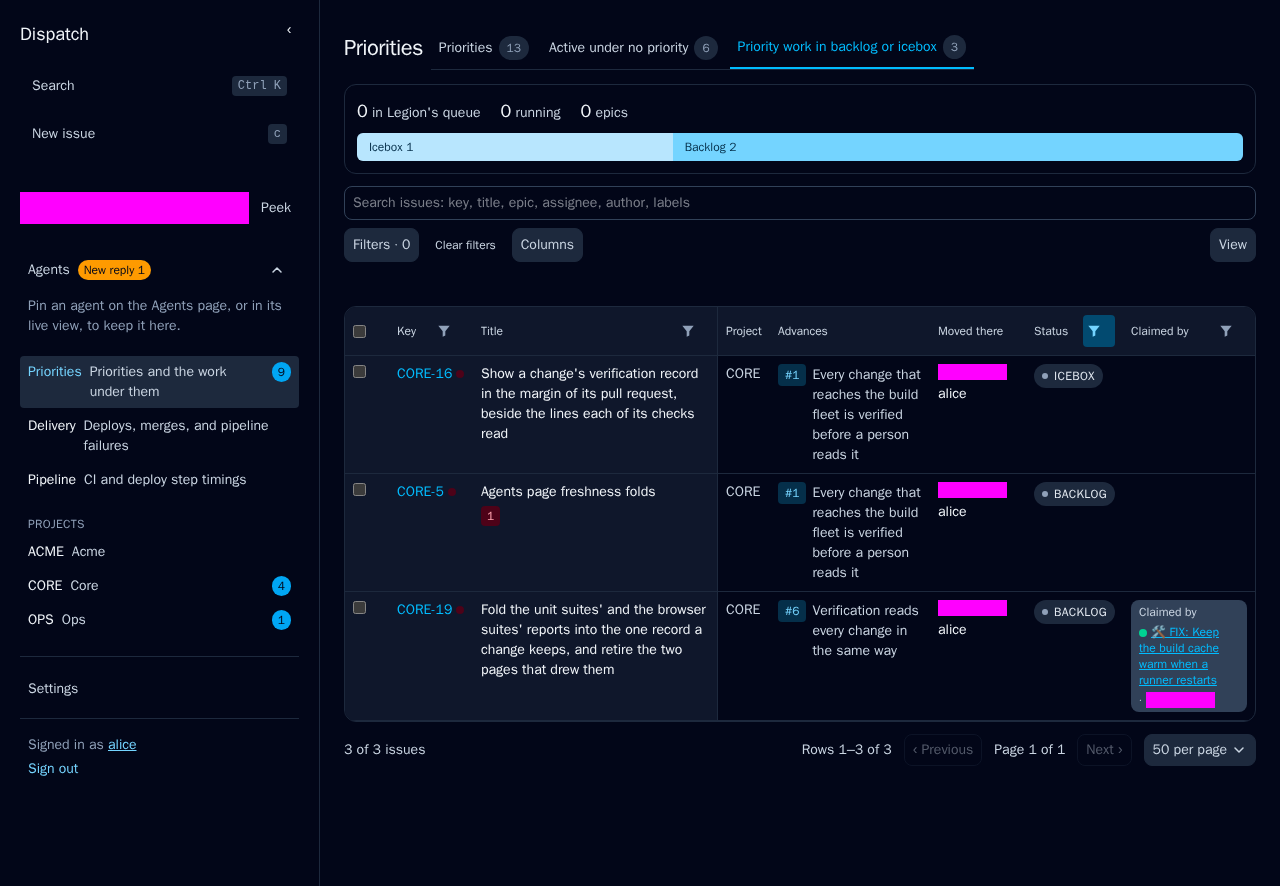 Dispatch
‹
Search
Ctrl K
New issue
C
Peek
Agents
New reply 1
Pin an agent on the Agents page, or in its
live view, to keep it here.
Priorities
Priorities and the work
under them
9
Delivery
Deploys, merges, and pipeline
failures
Pipeline
CI and deploy step timings
PROJECTS
ACME Acme
CORE Core
4
OPS Ops
1
Settings
Signed in as alice
Sign out
Priorities
Priorities 13
Active under no priority 6
Priority work in backlog or icebox 3
0 in Legion's queue
0 running
0 epics
Icebox 1
Backlog 2
Search issues: key, title, epic, assignee, author, labels
Filters · 0
Clear filters
Columns
View
Key
Title
Project
Advances
Moved there
Status
Claimed by
CORE-16
Show a change's verification record
in the margin of its pull request,
beside the lines each of its checks
read
CORE
#1
Every change that
reaches the build
fleet is verified
before a person
reads it
alice
ICEBOX
CORE-5
Agents page freshness folds
1
CORE
#1
Every change that
reaches the build
fleet is verified
before a person
reads it
alice
BACKLOG
CORE-19
Fold the unit suites' and the browser
suites' reports into the one record a
change keeps, and retire the two
pages that drew them
CORE
#6
Verification reads
every change in
the same way
alice
BACKLOG
Claimed by
🛠️ FIX: Keep
the build cache
warm when a
runner restarts
·
3 of 3 issues
Rows 1–3 of 3
‹ Previous
Page 1 of 1
Next ›
50 per page